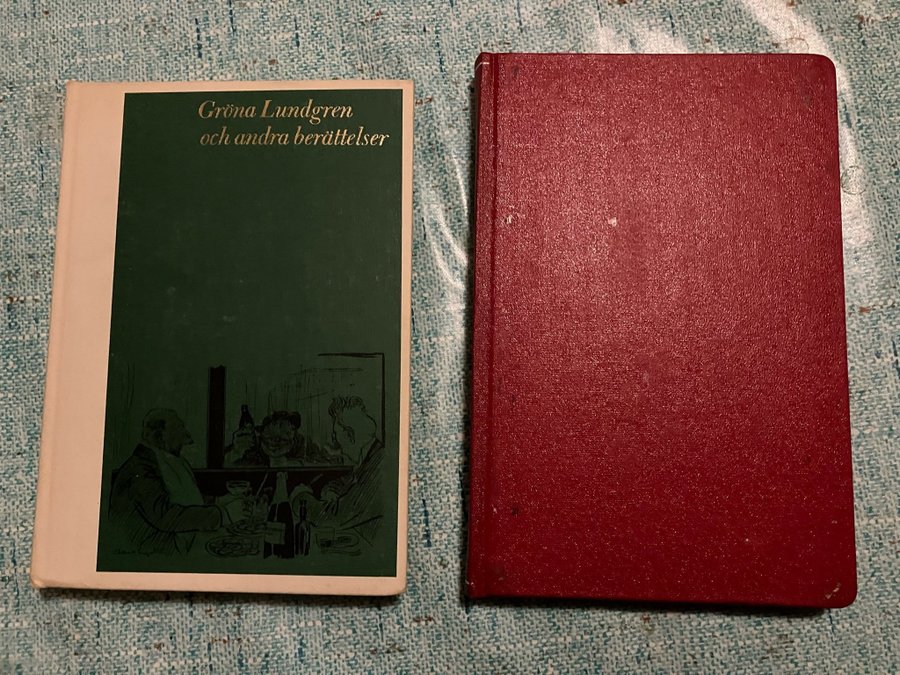 Gröna Lundgren
och andra berättelser